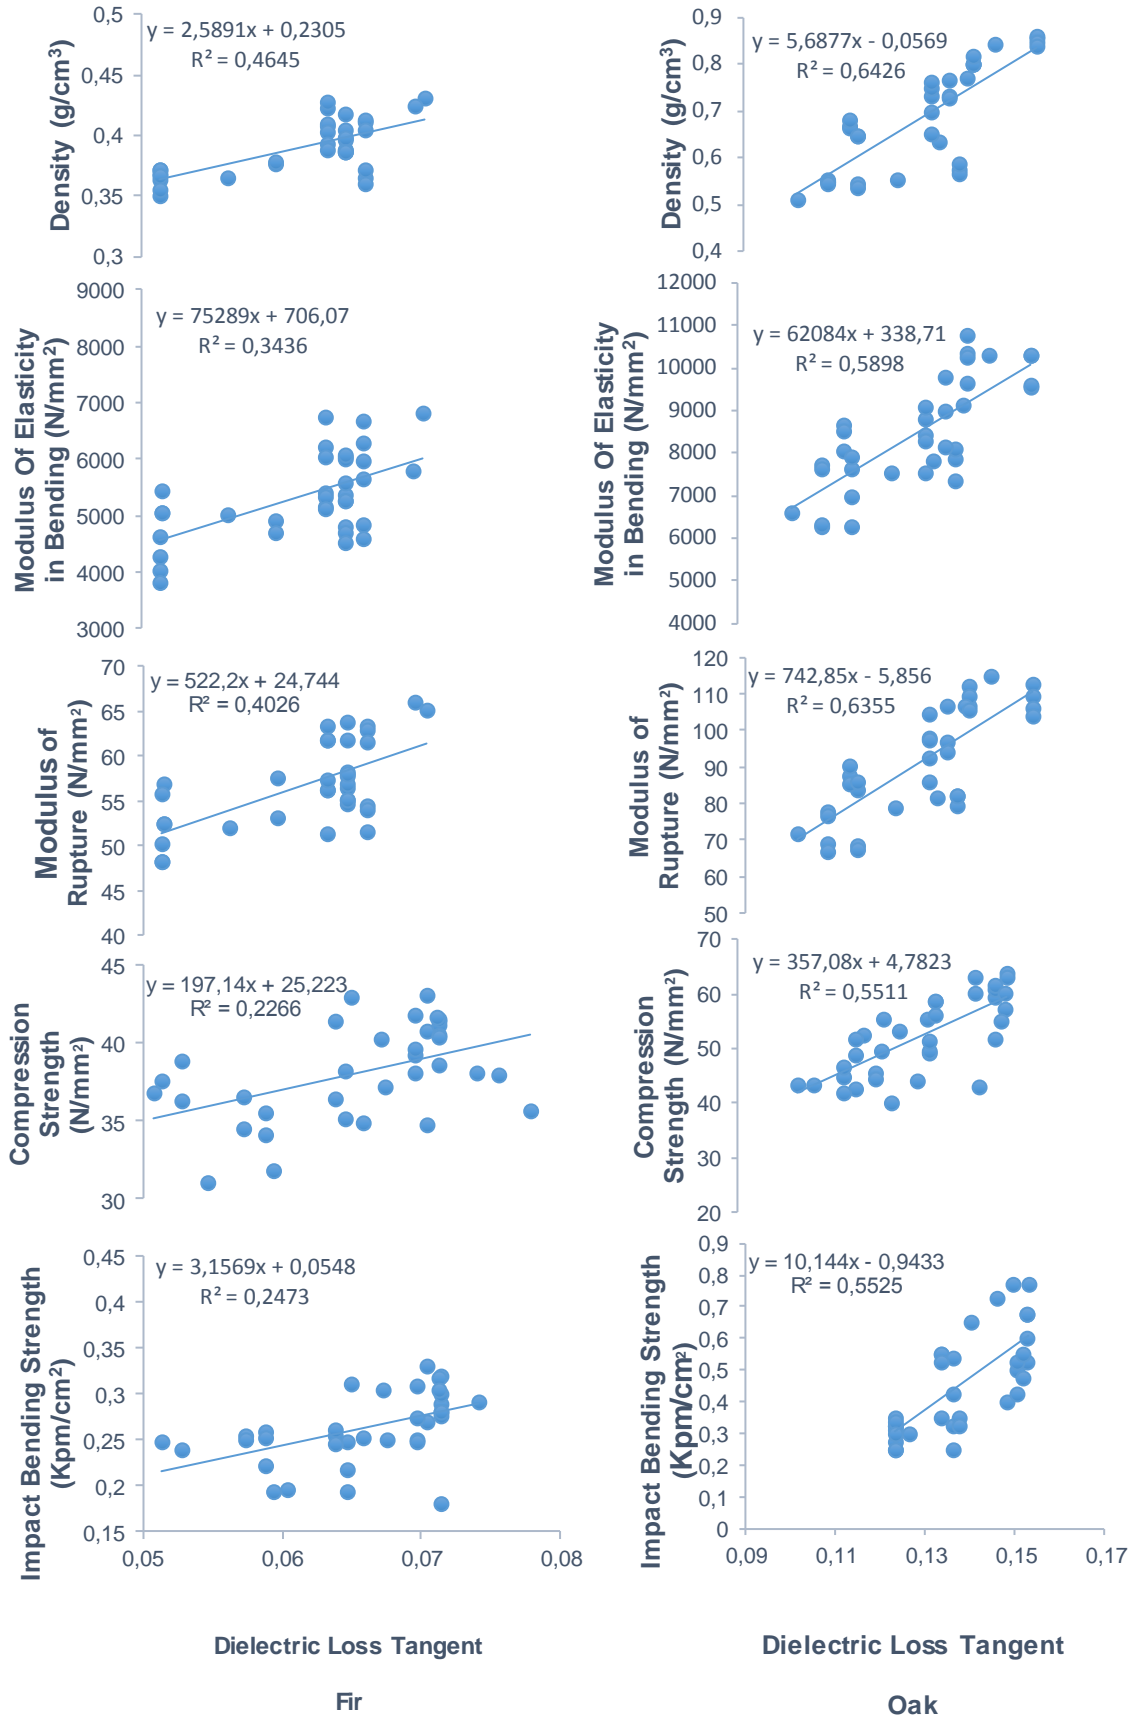 0,5
0,45
0,4
0,35
0,3
Density (g/cm³)
y = 2,5891x + 0,2305
R² = 0,4645
0,9
0,8
0,7
0,6
0,5
0,4
Density (g/cm³)
y = 5,6877x - 0,0569
R² = 0,6426
9000
8000
7000
6000
5000
4000
3000
Modulus Of Elasticity
in Bending (N/mm²)
y = 75289x + 706,07
R² = 0,3436
12000
11000
10000
9000
8000
7000
6000
5000
4000
Modulus Of Elasticity
in Bending (N/mm²)
y = 62084x + 338,71
R² = 0,5898
70
65
60
55
50
45
40
Modulus of
Rupture (N/mm²)
y = 522,2x + 24,744
R² = 0,4026
120
110
100
90
80
70
60
50
Modulus of
Rupture (N/mm²)
y = 742,85x - 5,856
R² = 0,6355
45
40
35
30
Compression
Strength
(N/mm²)
y = 197,14x + 25,223
R² = 0,2266
70
60
50
40
30
20
Compression
Strength (N/mm²)
y = 357,08x + 4,7823
R² = 0,5511
0,45
0,4
0,35
0,3
0,25
0,2
0,15
Impact Bending Strength
(Kpm/cm²)
y = 3,1569x + 0,0548
R² = 0,2473
0,05 0,06 0,07 0,08
0,9
0,8
0,7
0,6
0,5
0,4
0,3
0,2
0,1
0
Impact Bending Strength
(Kpm/cm²)
y = 10,144x - 0,9433
R² = 0,5525
0,09 0,11 0,13 0,15 0,17
Dielectric Loss Tangent
Dielectric Loss Tangent
Fir
Oak